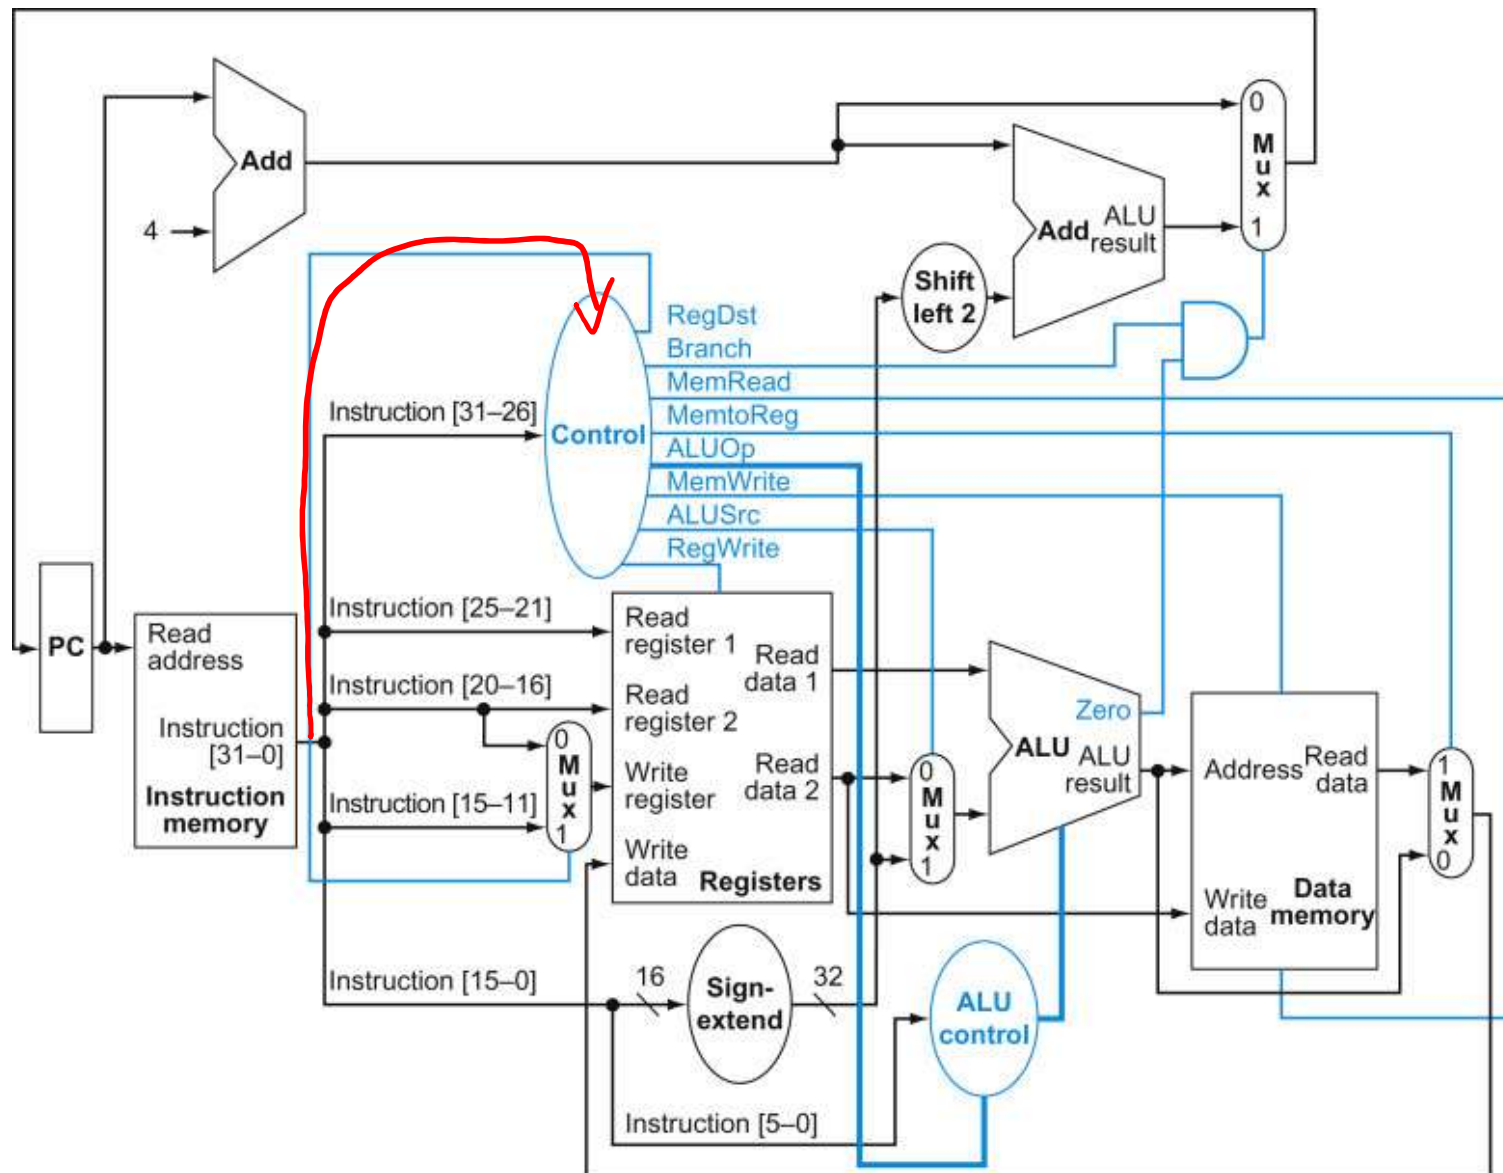 0
Mux
1
Add
4
Add
ALU
result
Shift
left 2
RegDst
Branch
MemRead
MemtoReg
ALUOp
MemWrite
ALUSrc
RegWrite
Instruction [31–26]
Control
PC
Read
address
Instruction
[31–0]
Instruction
memory
Instruction [25–21]
Instruction [20–16]
Instruction [15–11]
0
Mux
1
Read
register 1
Read
register 2
Write
register
Write
data
Read
data 1
Read
data 2
Registers
0
Mux
1
Zero
ALU
ALU
result
Address
Read
data
Write
data
Data
memory
1
Mux
0
Instruction [15–0]
16
Sign-
extend
32
ALU
control
Instruction [5–0]